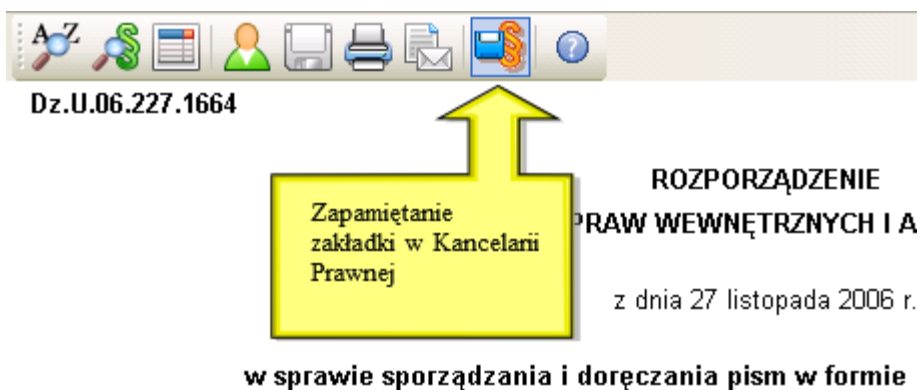 A Z
Dz.U.06.227.1664
ROZPORZĄDZENIE
PRAW WEWNĘTRZNYCH I A
Zapamiętanie
zakładki w Kancelarii
Prawnej
z dnia 27 listopada 2006 r.
w sprawie sporządzania i doręczania pism w formie